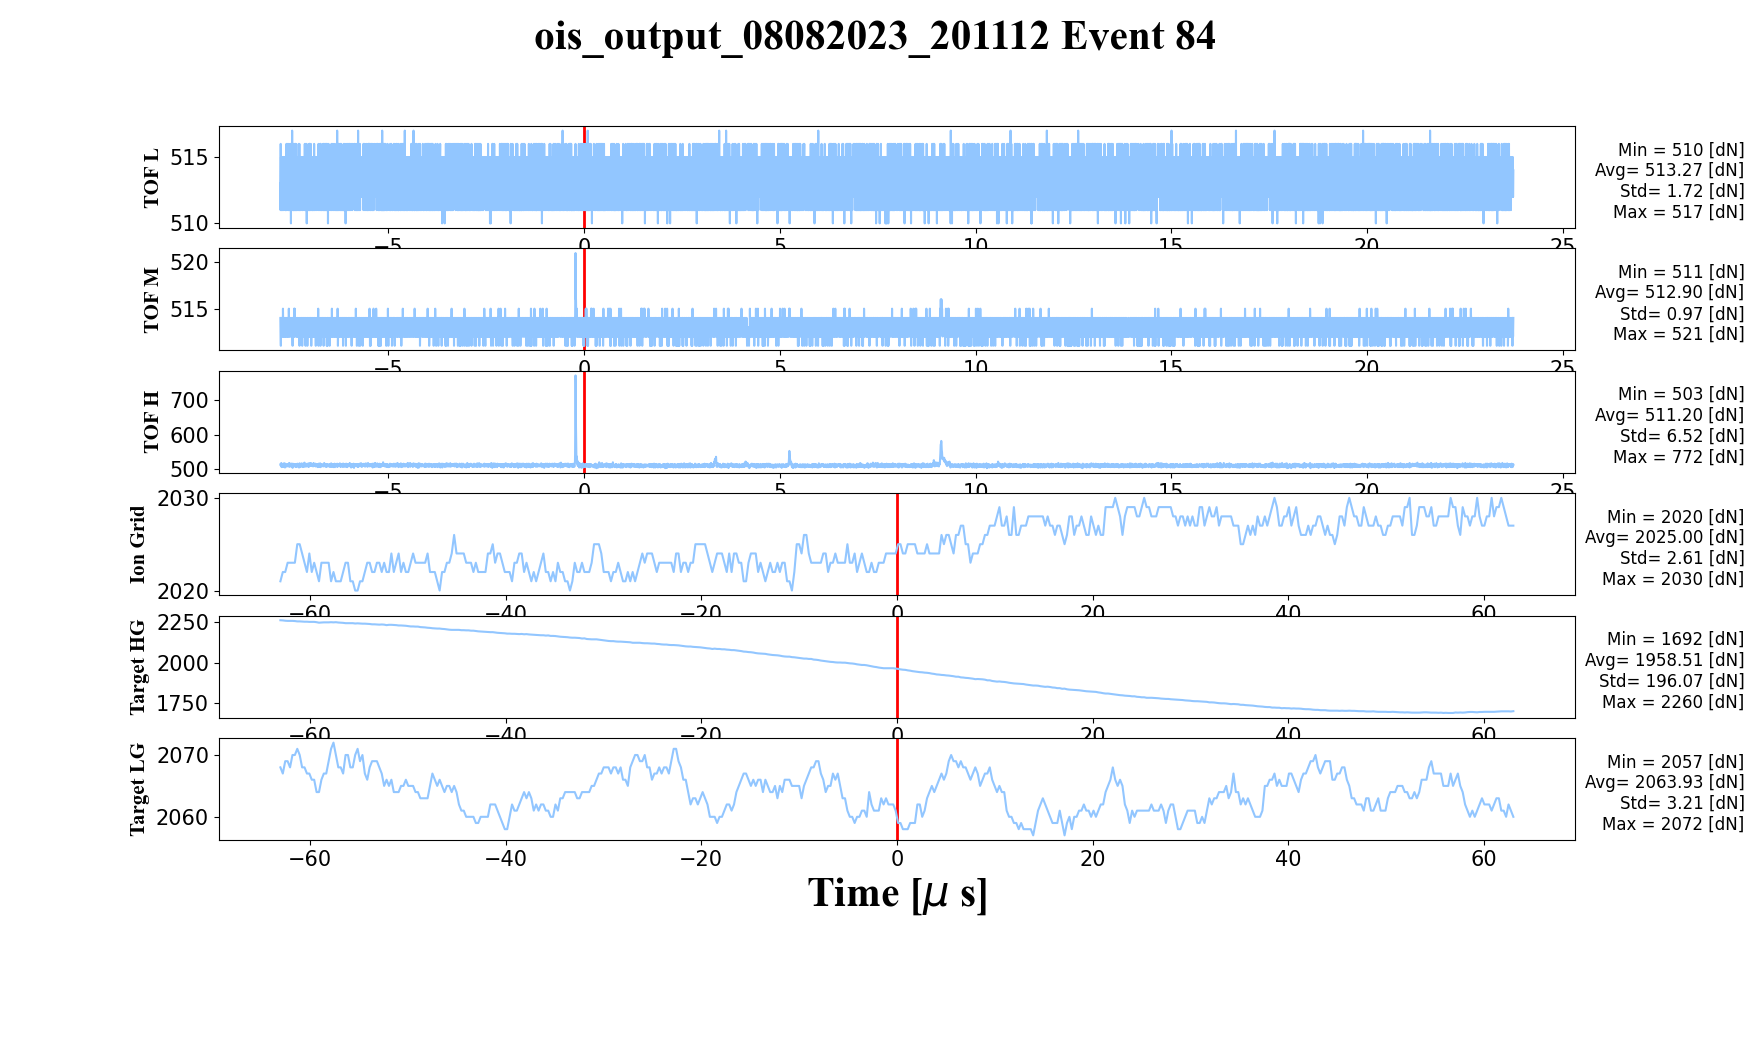 ois_output_08082023_201112 Event 84
TOF L
515
510
−5
0
5
10
15
20
25
Min = 510 [dN]
Avg= 513.27 [dN]
Std= 1.72 [dN]
Max = 517 [dN]
TOF M
520
515
−5
0
5
10
15
20
25
Min = 511 [dN]
Avg= 512.90 [dN]
Std= 0.97 [dN]
Max = 521 [dN]
TOF H
700
600
500
−5
0
5
10
15
20
25
Min = 503 [dN]
Avg= 511.20 [dN]
Std= 6.52 [dN]
Max = 772 [dN]
Ion Grid
2030
2020
−60
−40
−20
0
20
40
60
Min = 2020 [dN]
Avg= 2025.00 [dN]
Std= 2.61 [dN]
Max = 2030 [dN]
Target HG
2250
2000
1750
−60
−40
−20
0
20
40
60
Min = 1692 [dN]
Avg= 1958.51 [dN]
Std= 196.07 [dN]
Max = 2260 [dN]
Target LG
2070
2060
−60
−40
−20
0
20
40
60
Min = 2057 [dN]
Avg= 2063.93 [dN]
Std= 3.21 [dN]
Max = 2072 [dN]
Time [μ s]